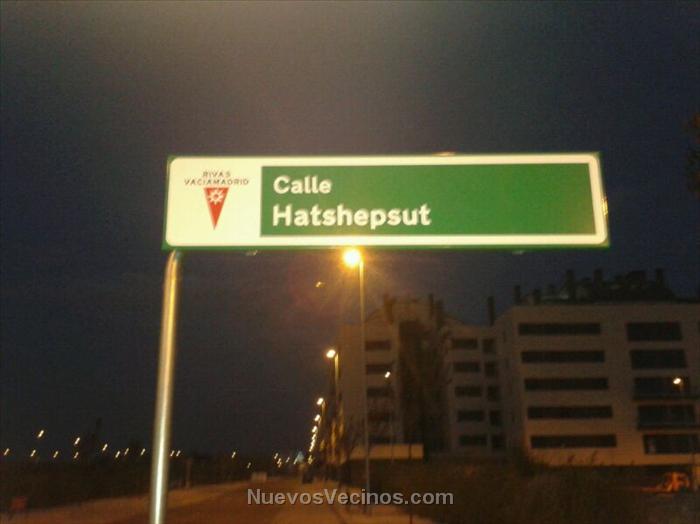 RIVAS
VACIAMADRID
Calle
Hatshepsut
NuevosVecinos.com